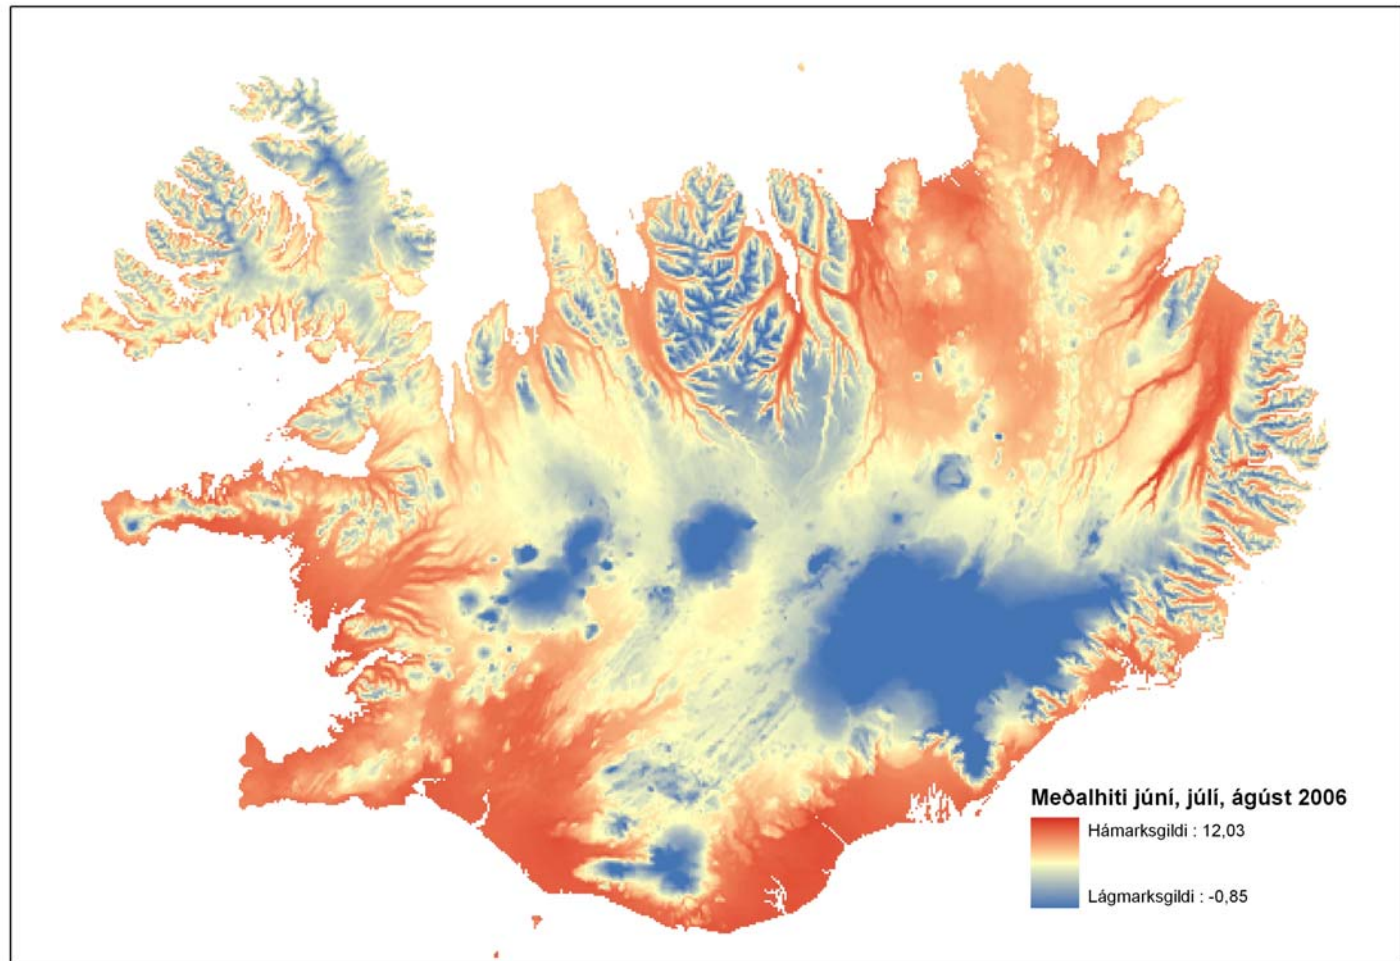 Meðalhiti júní, júlí, ágúst 2006
Hámarksgildi : 12,03
Lágmarksgildi : -0,85